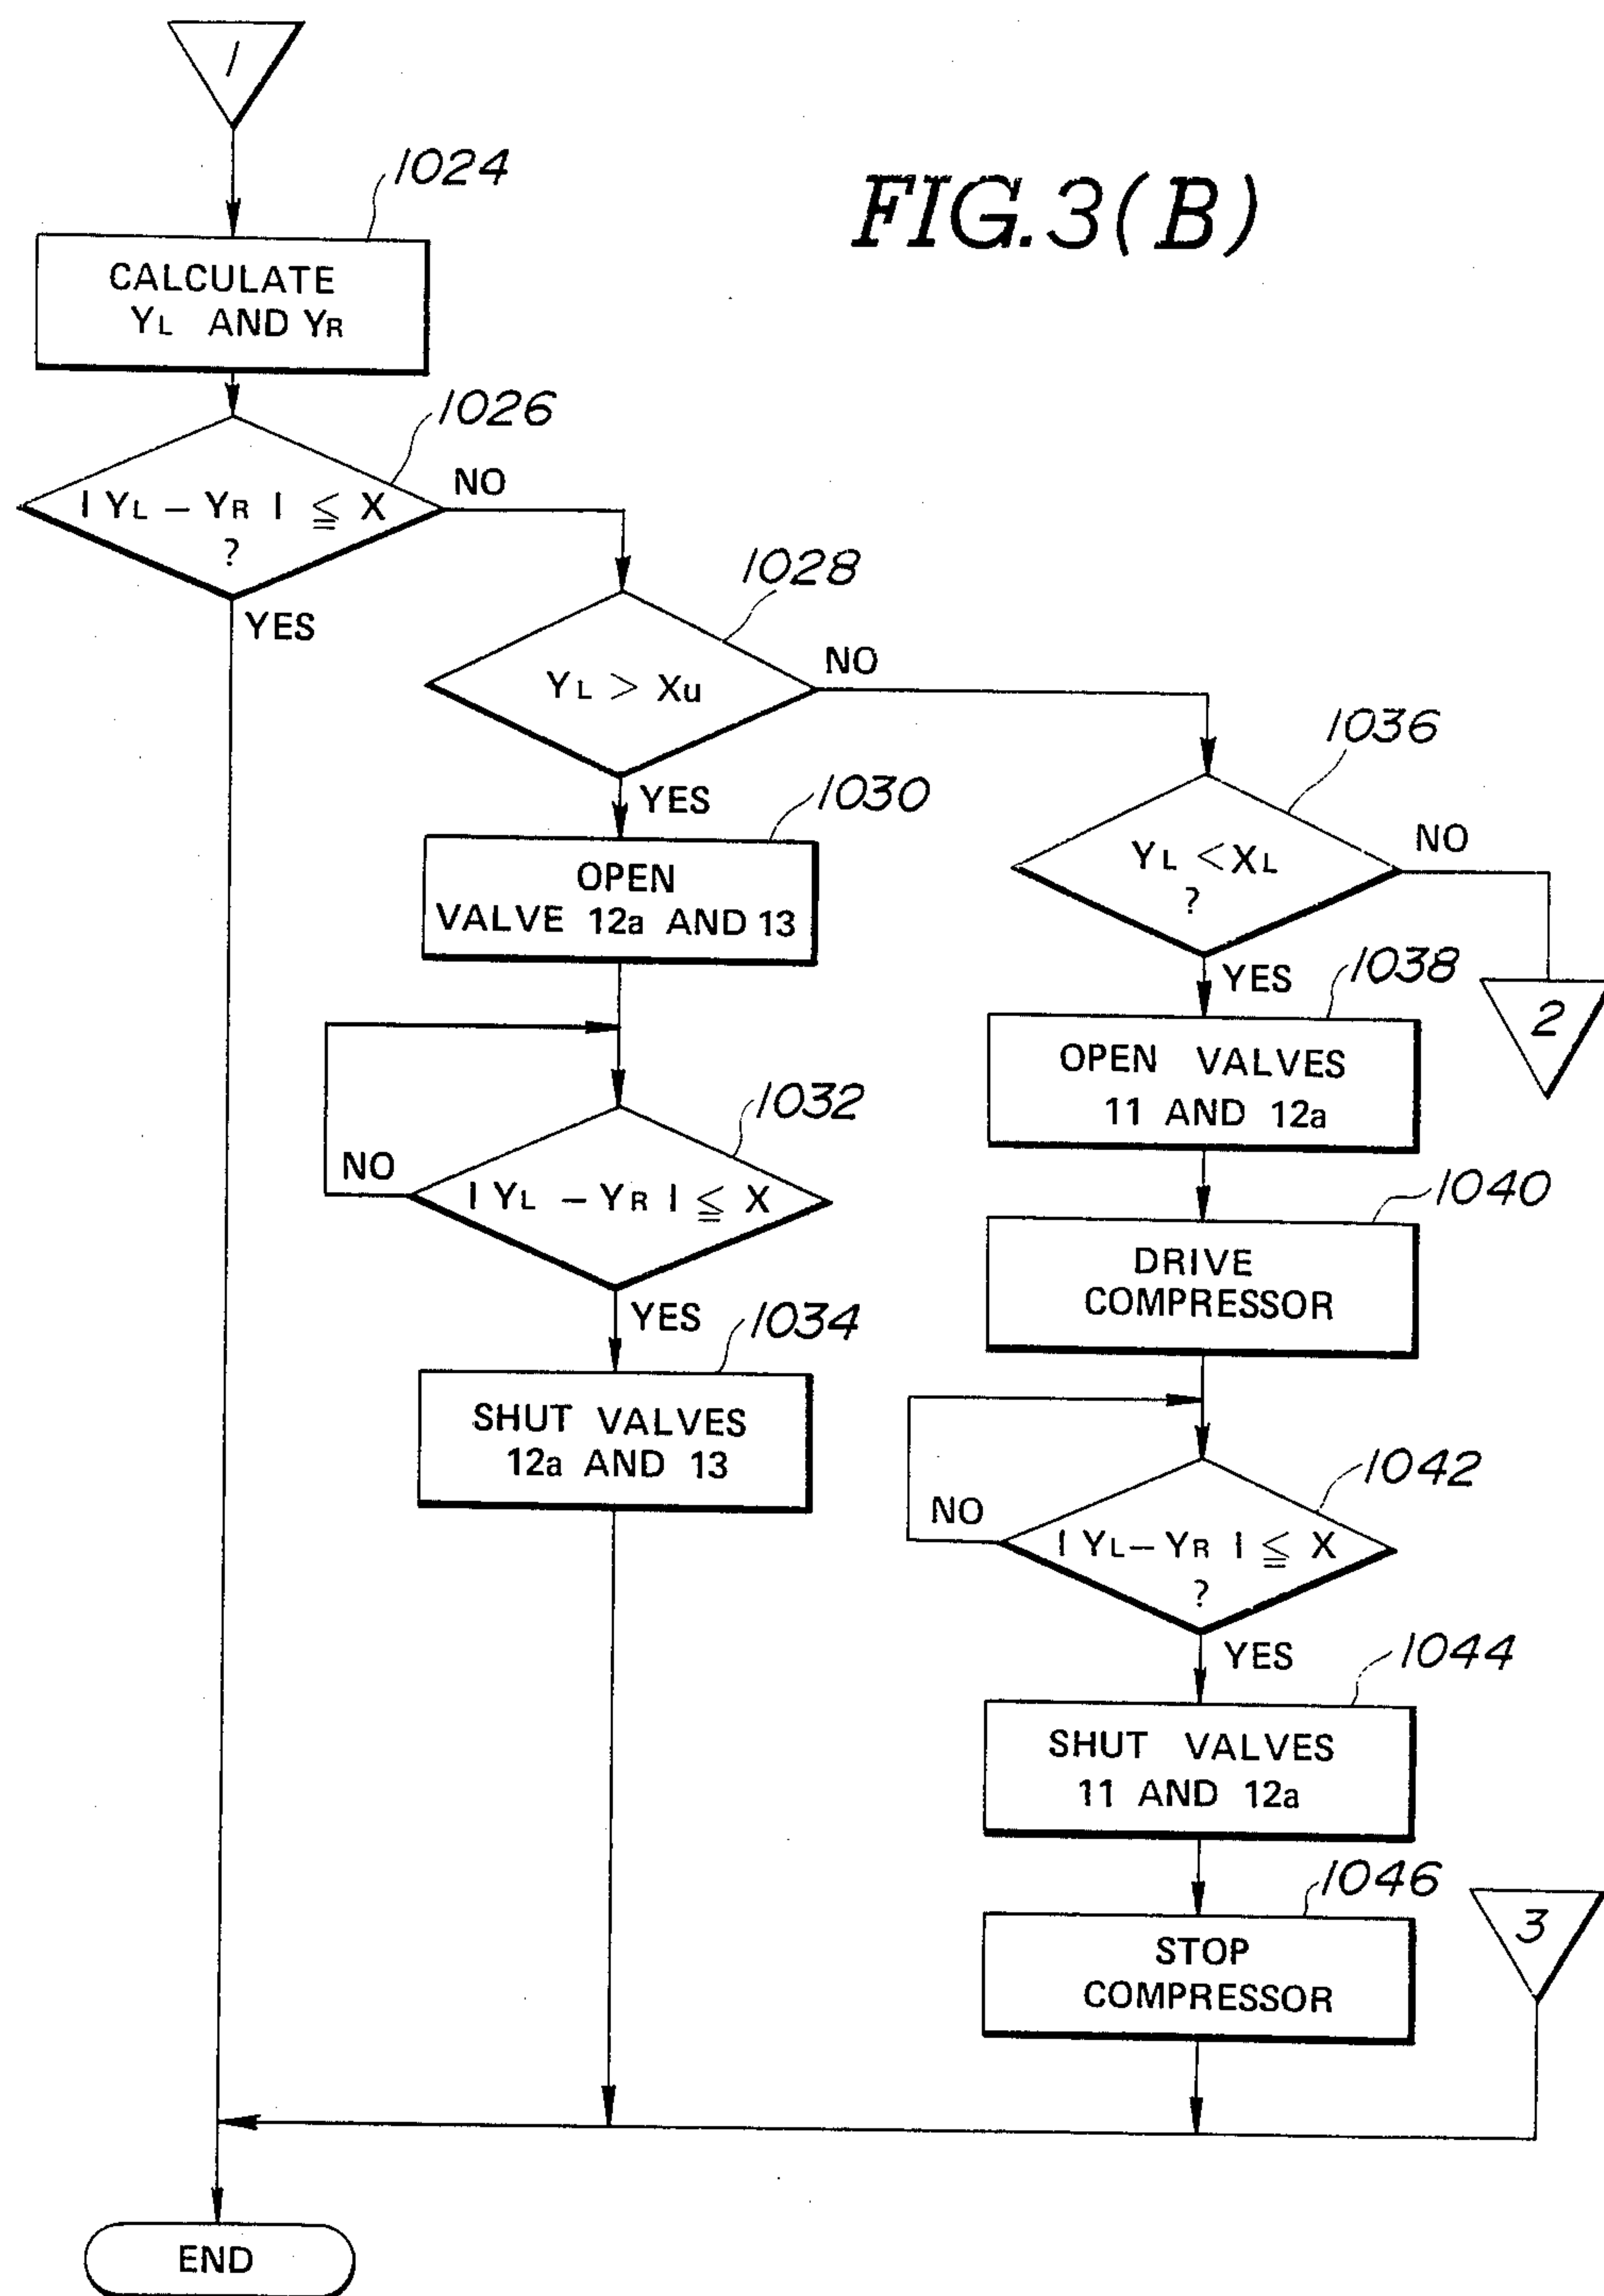 1
1024
FIG.3(B)
CALCULATE
YL AND YR
1026
| YL - YR | ≦ X
?
NO
YES
1028
YL > Xu
NO
YES
1036
YL < XL
?
NO
YES
2
1030
OPEN
VALVE 12a AND 13
1032
| YL - YR | ≦ X
NO
YES
1034
SHUT VALVES
12a AND 13
1038
OPEN VALVES
11 AND 12a
1040
DRIVE
COMPRESSOR
1042
| YL - YR | ≦ X
?
NO
YES
1044
SHUT VALVES
11 AND 12a
1046
STOP
COMPRESSOR
3
END